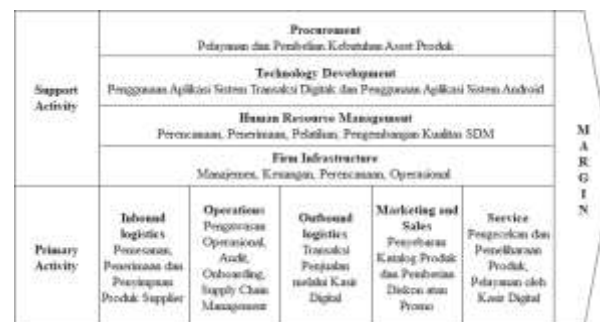 Procurement
Pelayanan dan Pembelian Kebutuhan Asset Produk
Technology Development
Penggunaan Aplikasi Sistem Transaksi Digital dan Penggunaan Aplikasi Sistem Android
Human Resource Management
Perencanaan, Penerimaan, Pelatihan, Pengembangan Kualitas SDM
Firm Infrastructure
Manajemen, Keuangan, Perencanaan, Operasional
Support
Activity
Primary
Activity
Inbound
logistics
Pemesanan,
Penerimaan dan
Penyimpanan
Produk Supplier
Operations
Pengawasan
Operasional,
Audit,
Onboarding,
Supply Chain
Management
Outbound
logistics
Transaksi
Penjualan
melalui Kasir
Digital
Marketing and
Sales
Penyebaran
Katalog Produk
dan Pemberian
Diskon atau
Promo
Service
Pengecekan dan
Pemeliharaan
Produk,
Pelayanan oleh
Kasir Digital
M
A
R
G
I
N